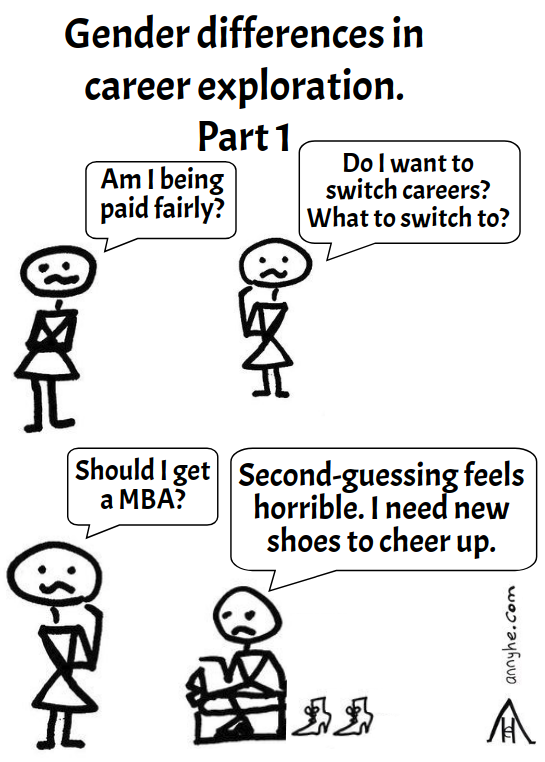 Gender differences in
career exploration.
Part 1
Am I being
paid fairly?
Do I want to
switch careers?
What to switch to?
Should I get
a MBA?
Second-guessing feels
horrible. I need new
shoes to cheer up.
annyhe.com